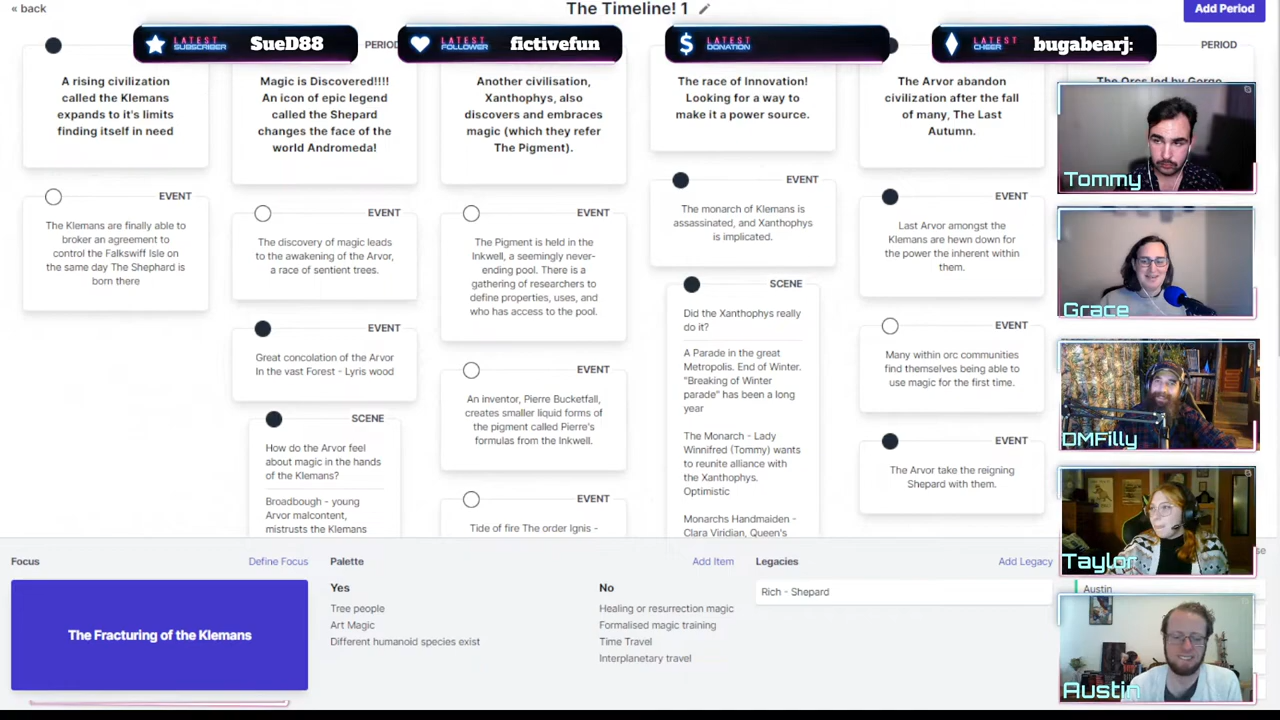 « back
The Timeline! 1
Add Period
LATEST
SUBSCRIBER
SueD88
LATEST
FOLLOWER
fictivefun
LATEST
DONATION
LATEST
CHEER
bugabearj:
PERIOD
A rising civilization
called the Klemans
expands to it's limits
finding itself in need
EVENT
The Klemans are finally able to
broker an agreement to
control the Falkswiff Isle on
the same day The Shephard is
born there
Magic is Discovered!!!!
An icon of epic legend
called the Shepard
changes the face of the
world Andromeda!
EVENT
The discovery of magic leads
to the awakening of the Arvor,
a race of sentient trees.
EVENT
Great concolation of the Arvor
In the vast Forest - Lyris wood
SCENE
How do the Arvor feel
about magic in the hands
of the Klemans?
Broadbough - young
Arvor malcontent,
mistrusts the Klemans
Another civilisation,
Xanthophys, also
discovers and embraces
magic (which they refer
The Pigment).
EVENT
The Pigment is held in the
Inkwell, a seemingly never-
ending pool. There is a
gathering of researchers to
define properties, uses, and
who has access to the pool.
EVENT
An inventor, Pierre Bucketfall,
creates smaller liquid forms of
the pigment called Pierre's
formulas from the Inkwell.
EVENT
Tide of fire The order Ignis -
The race of Innovation!
Looking for a way to
make it a power source.
EVENT
The monarch of Klemans is
assassinated, and Xanthophys
is implicated.
SCENE
Did the Xanthophys really
do it?
A Parade in the great
Metropolis. End of Winter.
"Breaking of Winter
parade" has been a long
year
The Monarch - Lady
Winnifred (Tommy) wants
to reunite alliance with
the Xanthophys.
Optimistic
Monarchs Handmaiden -
Clara Viridian, Queen's
The Arvor abandon
civilization after the fall
of many, The Last
Autumn.
EVENT
Last Arvor amongst the
Klemans are hewn down for
the power the inherent within
them.
EVENT
Many within orc communities
find themselves being able to
use magic for the first time.
EVENT
The Arvor take the reigning
Shepard with them.
PERIOD
The Orcs led by Gorgo
Tommy
Grace
DMFilly
Taylor
Austin
Focus
Define Focus
The Fracturing of the Klemans
Palette
Add Item
Yes
Tree people
Art Magic
Different humanoid species exist
No
Healing or resurrection magic
Formalised magic training
Time Travel
Interplanetary travel
Legacies
Add Legacy
Rich - Shepard
Austin